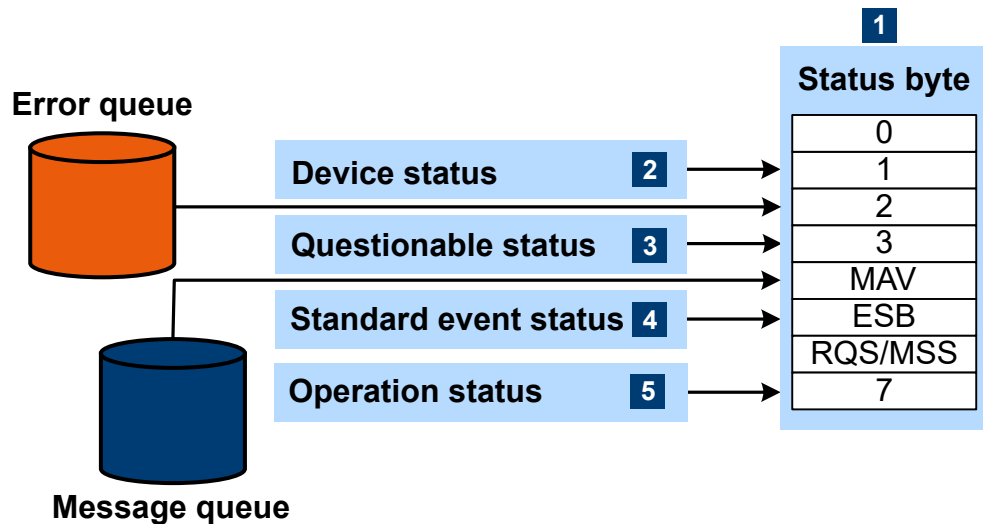 1
Status byte
Error queue
0
Device status 2
1
2
Questionable status 3
3
MAV
Standard event status 4
ESB
RQS/MSS
Operation status 5
7
Message queue